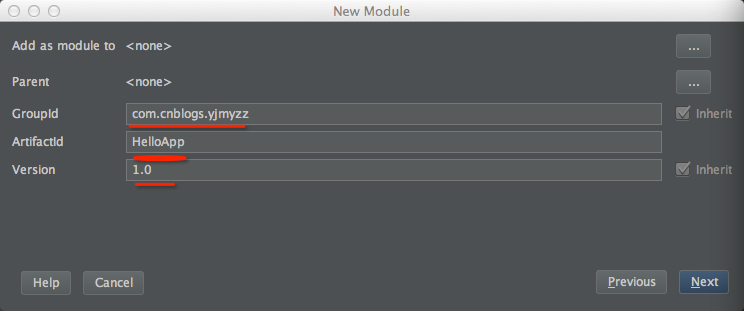 New Module
Add as module to <none> ...
Parent <none> ...
GroupId com.cnblogs.yjmyzz Inherit
ArtifactId HelloApp
Version 1.0 Inherit
Help Cancel Previous Next